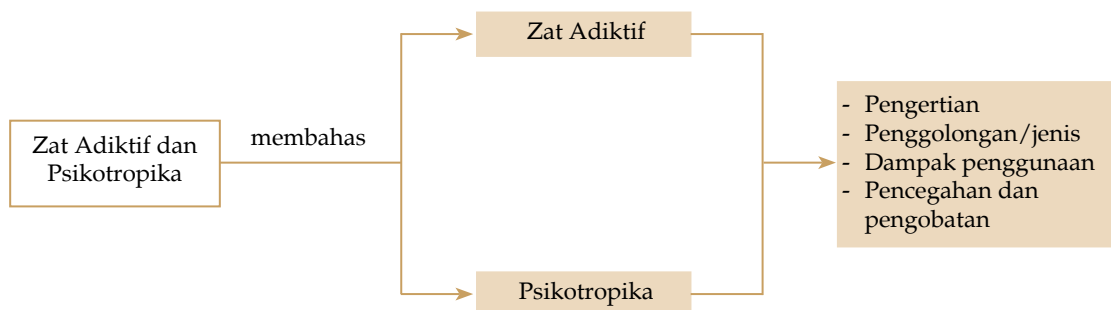 Zat Adiktif dan
Psikotropika
membahas
Zat Adiktif
Psikotropika
- Pengertian
- Penggolongan/jenis
- Dampak penggunaan
- Pencegahan dan
pengobatan